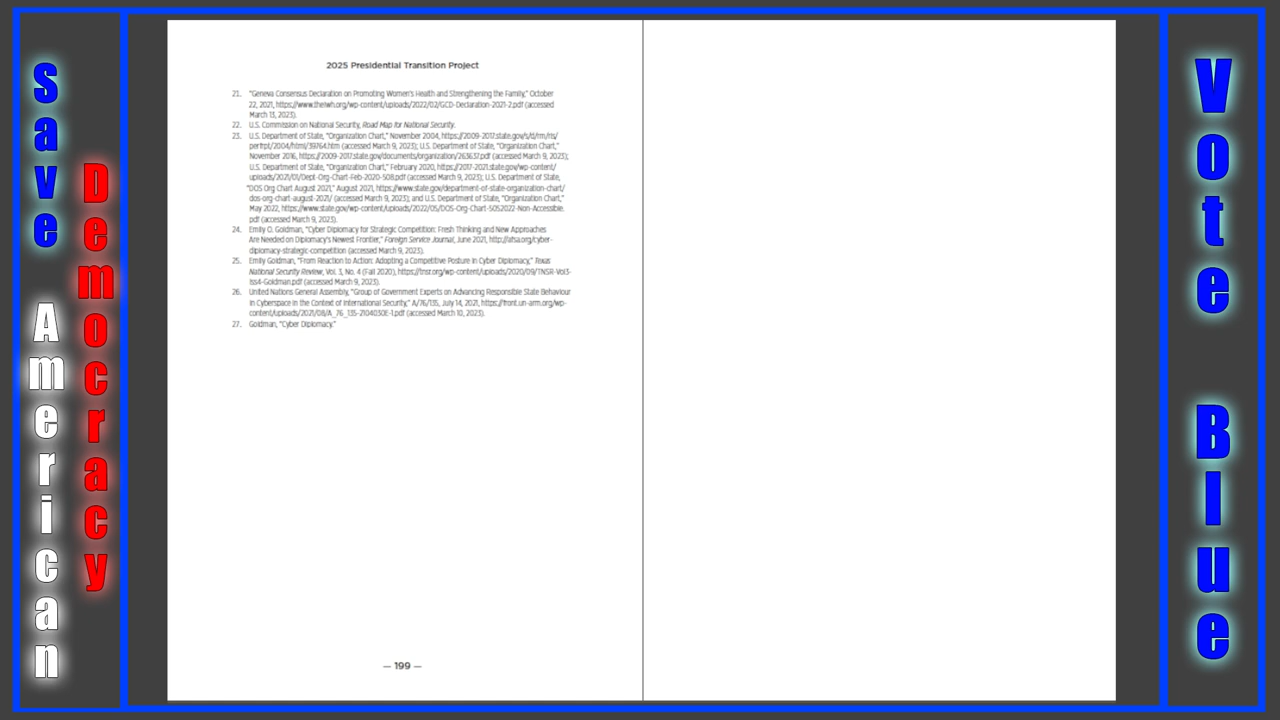 Save
American
Democracy
2025 Presidential Transition Project
21. "Geneva Consensus Declaration on Promoting Women's Health and Strengthening the Family," October
22, 2021, https://www.theiwh.org/wp-content/uploads/2022/02/GCD-Declaration-2021-2.pdf (accessed
March 13, 2023).
22. U.S. Commission on National Security, Road Map for National Security.
23. U.S. Department of State, "Organization Chart," November 2004, https://2009-2017.state.gov/s/d/rm/rls/
perfrpt/2004/html/39764.htm (accessed March 9, 2023); U.S. Department of State, "Organization Chart,"
November 2016, https://2009-2017.state.gov/documents/organization/263637.pdf (accessed March 9, 2023);
U.S. Department of State, "Organization Chart," February 2020, https://2017-2021.state.gov/wp-content/
uploads/2021/01/Dept-Org-Chart-Feb-2020-508.pdf (accessed March 9, 2023); U.S. Department of State,
"DOS Org Chart August 2021," August 2021, https://www.state.gov/department-of-state-organization-chart/
dos-org-chart-august-2021/ (accessed March 9, 2023); and U.S. Department of State, "Organization Chart,"
May 2022, https://www.state.gov/wp-content/uploads/2022/05/DOS-Org-Chart-5052022-Non-Accessible.
pdf (accessed March 9, 2023).
24. Emily O. Goldman, "Cyber Diplomacy for Strategic Competition: Fresh Thinking and New Approaches
Are Needed on Diplomacy's Newest Frontier," Foreign Service Journal, June 2021, http://afsa.org/cyber-
diplomacy-strategic-competition (accessed March 9, 2023).
25. Emily Goldman, "From Reaction to Action: Adopting a Competitive Posture in Cyber Diplomacy," Texas
National Security Review, Vol. 3, No. 4 (Fall 2020), https://tnsr.org/wp-content/uploads/2020/09/TNSR-Vol3-
Iss4-Goldman.pdf (accessed March 9, 2023).
26. United Nations General Assembly, "Group of Government Experts on Advancing Responsible State Behaviour
in Cyberspace in the Context of International Security," A/76/135, July 14, 2021, https://front.un-arm.org/wp-
content/uploads/2021/08/A_76_135-2104030E-1.pdf (accessed March 10, 2023).
27. Goldman, "Cyber Diplomacy."
— 199 —
Vote
Blue